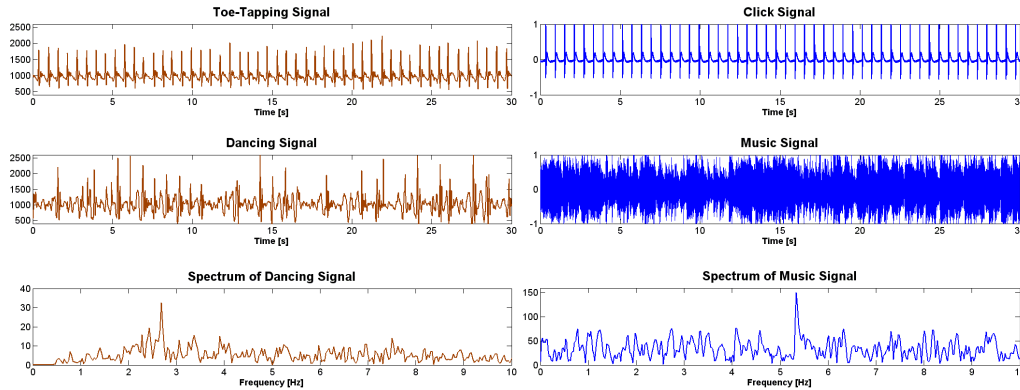 Toe-Tapping Signal
2500
2000
1500
1000
500
0 5 10 15 20 25 30
Time [s]
Click Signal
1
0
-1
0 5 10 15 20 25 30
Time [s]
Dancing Signal
2500
2000
1500
1000
500
0 5 10 15 20 25 30
Time [s]
Music Signal
1
0
-1
0 5 10 15 20 25 30
Time [s]
Spectrum of Dancing Signal
40
30
20
10
0
0 1 2 3 4 5 6 7 8 9 10
Frequency [Hz]
Spectrum of Music Signal
150
100
50
0
0 1 2 3 4 5 6 7 8 9 1
Frequency [Hz]